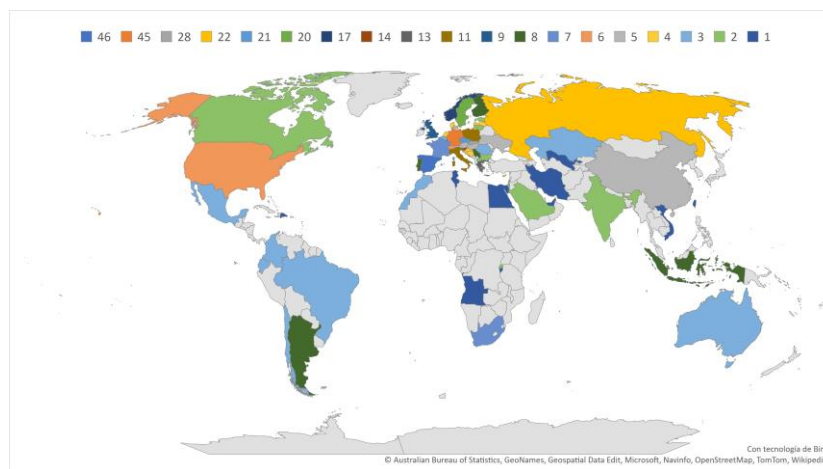 46 45 28 22 21 20 17 14 13 11 9 8 7 6 5 4 3 2 1
Con tecnología de Bin
© Australian Bureau of Statistics, GeoNames, Geospatial Data Edit, Microsoft, Navinfo, OpenStreetMap, TomTom, Wikipedi